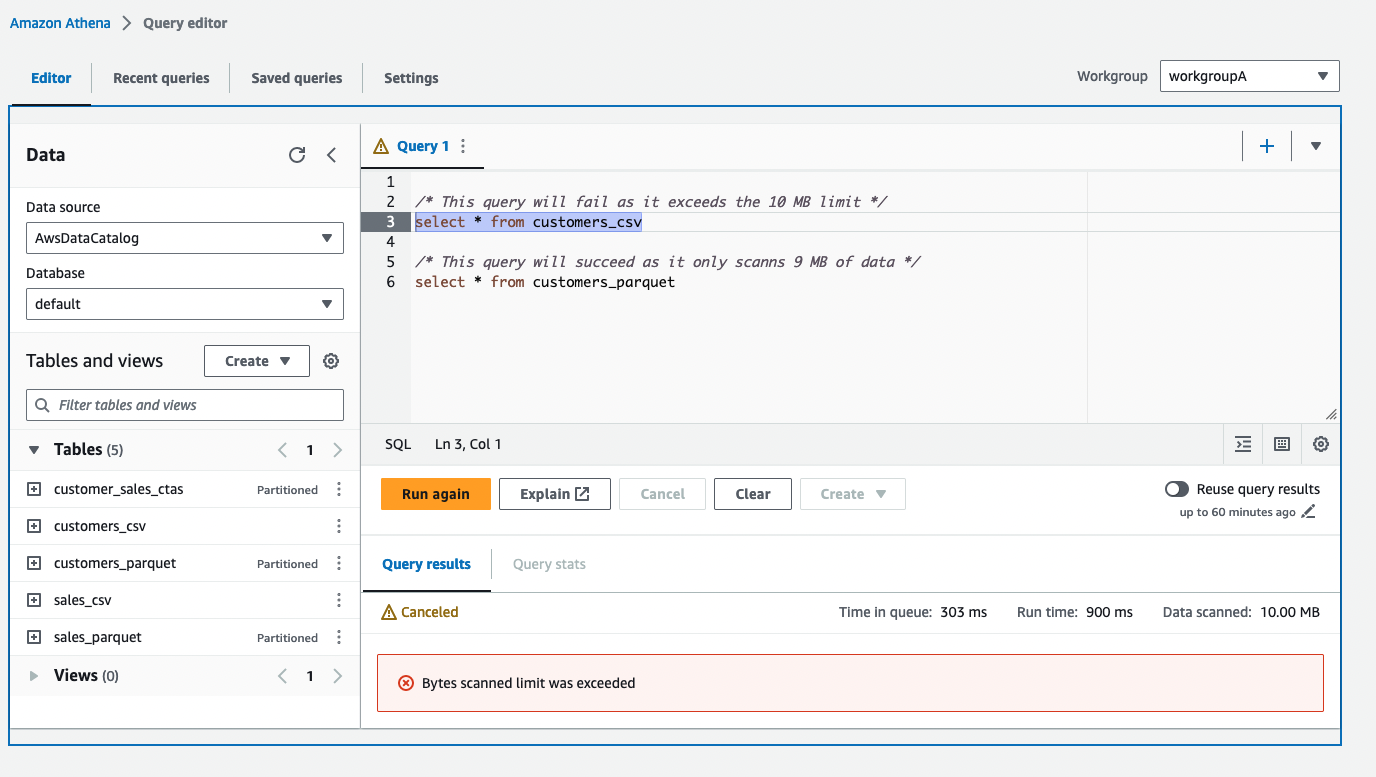 Amazon Athena > Query editor
Editor Recent queries Saved queries Settings Workgroup workgroupA
Data
Data source
AwsDataCatalog
Database
default
Tables and views Create
Filter tables and views
Tables (5) < 1 >
customer_sales_ctas Partitioned
customers_csv
customers_parquet Partitioned
sales_csv
sales_parquet Partitioned
Views (0) < 1 >
Query 1
1
2 /* This query will fail as it exceeds the 10 MB limit */
3 select * from customers_csv
4
5 /* This query will succeed as it only scanns 9 MB of data */
6 select * from customers_parquet
SQL Ln 3, Col 1
Run again Explain Cancel Clear Create Reuse query results
up to 60 minutes ago
Query results Query stats
Canceled Time in queue: 303 ms Run time: 900 ms Data scanned: 10.00 MB
Bytes scanned limit was exceeded